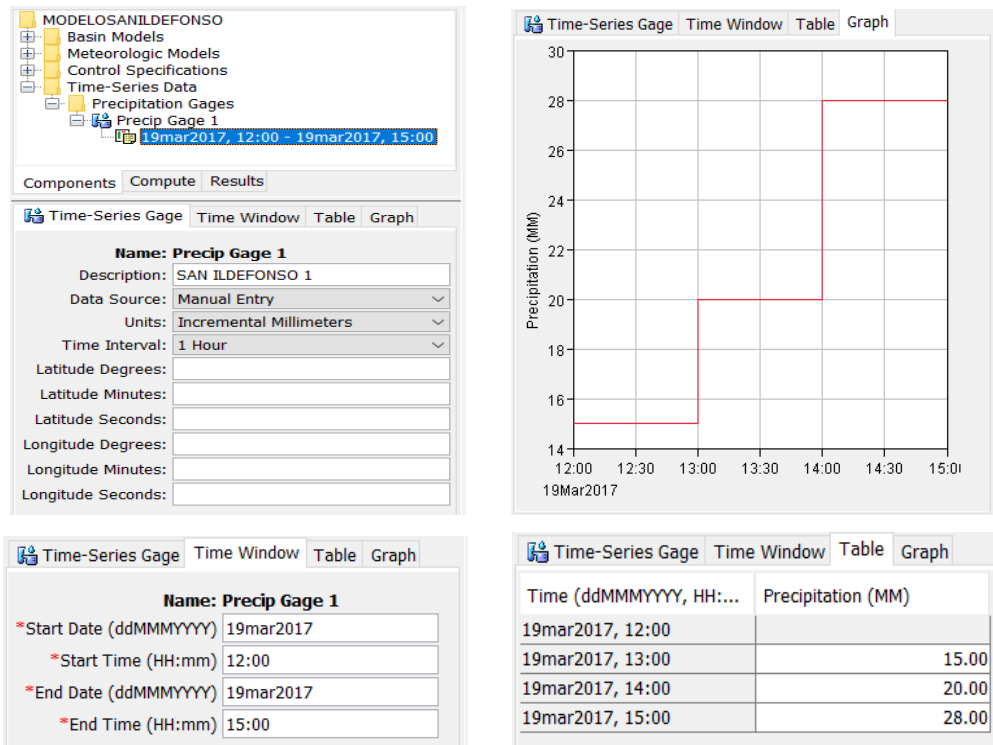 MODELOSANILDEFONSO
Basin Models
Meteorologic Models
Control Specifications
Time-Series Data
Precipitation Gages
Precip Gage 1
19mar2017, 12:00 - 19mar2017, 15:00
Components Compute Results
Time-Series Gage Time Window Table Graph
Name: Precip Gage 1
Description: SAN ILDEFONSO 1
Data Source: Manual Entry
Units: Incremental Millimeters
Time Interval: 1 Hour
Latitude Degrees:
Latitude Minutes:
Latitude Seconds:
Longitude Degrees:
Longitude Minutes:
Longitude Seconds:
Time-Series Gage Time Window Table Graph
30
28
26
24
22
20
18
16
14
Precipitation (MM)
12:00 12:30 13:00 13:30 14:00 14:30 15:0
19Mar2017
Time-Series Gage Time Window Table Graph
Name: Precip Gage 1
*Start Date (ddMMMYYYY) 19mar2017
*Start Time (HH:mm) 12:00
*End Date (ddMMMYYYY) 19mar2017
*End Time (HH:mm) 15:00
Time-Series Gage Time Window Table Graph
Time (ddMMMYYYY, HH:... Precipitation (MM)
19mar2017, 12:00
19mar2017, 13:00 15.00
19mar2017, 14:00 20.00
19mar2017, 15:00 28.00